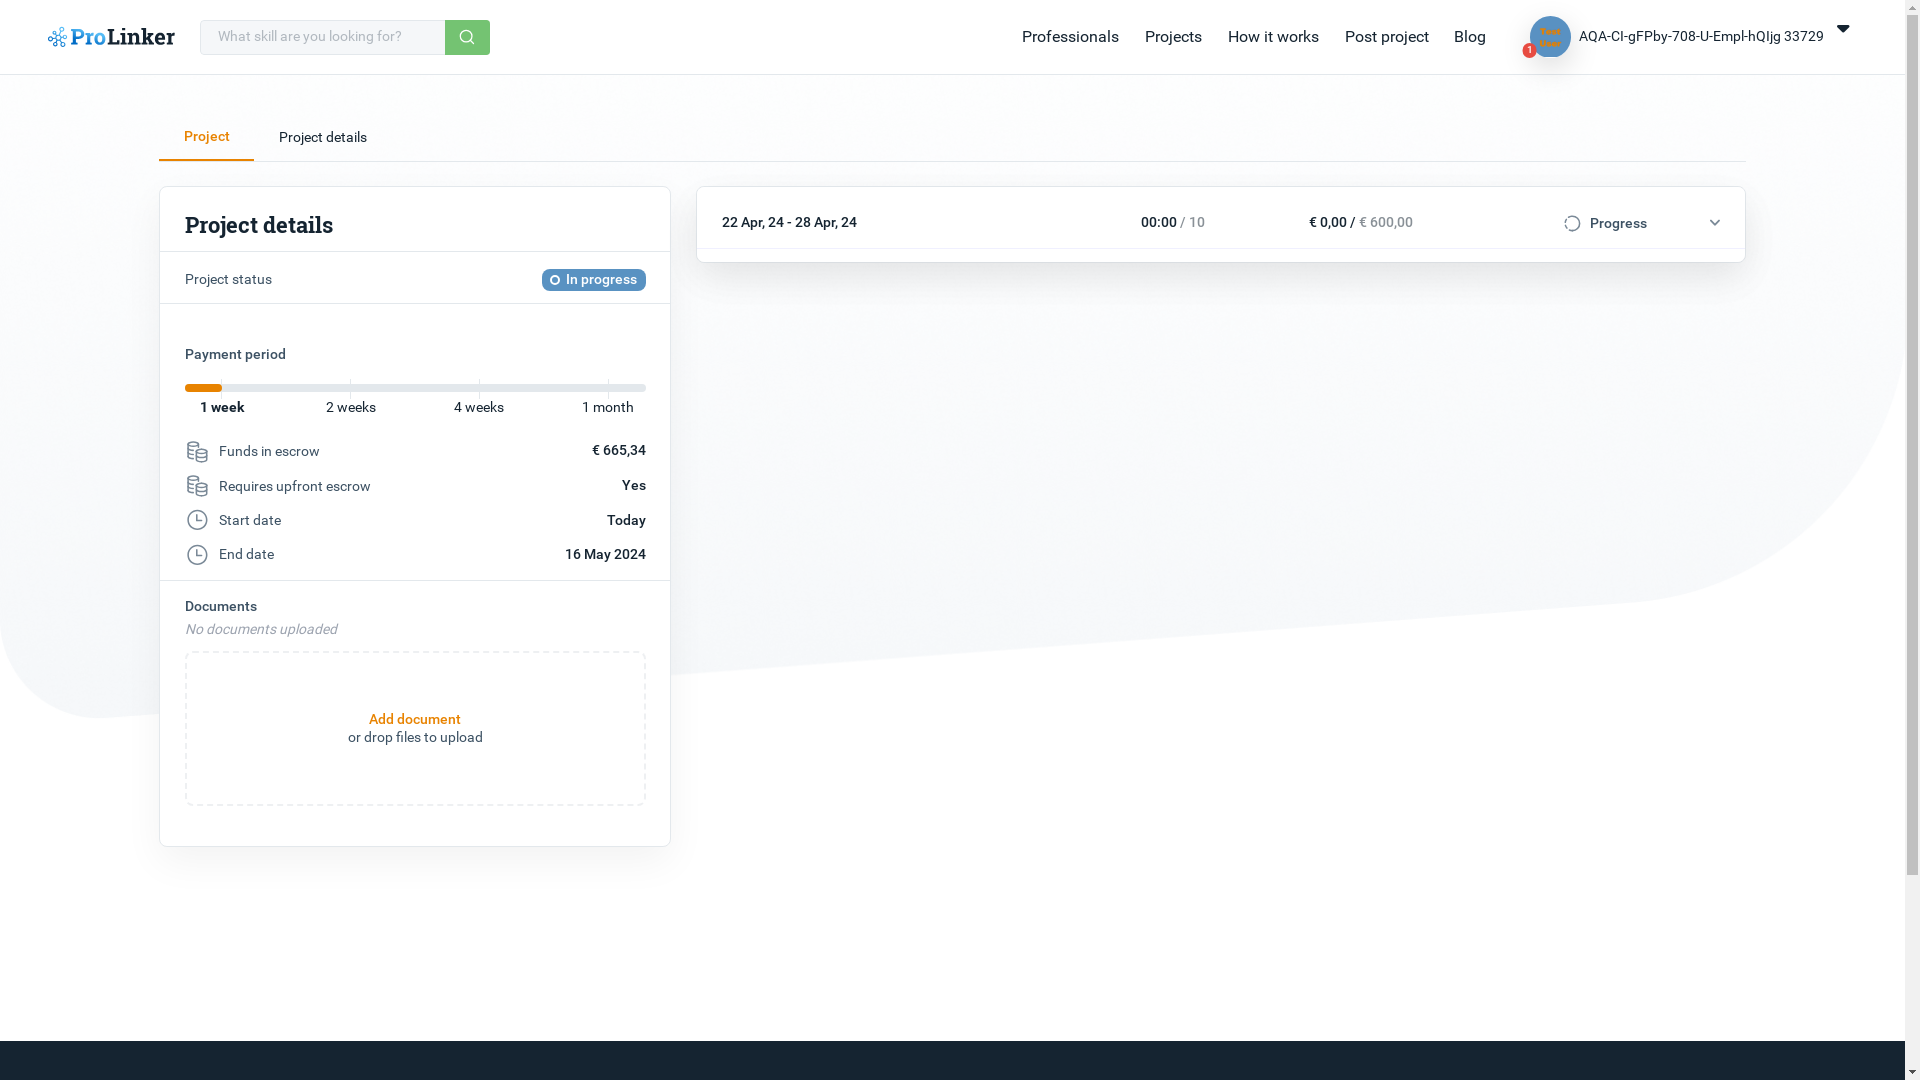 ProLinker
What skill are you looking for?
Professionals
Projects
How it works
Post project
Blog
Test
User
1
AQA-CI-gFPby-708-U-Empl-hQIjg 33729
Project
Project details
Project details
Project status
In progress
Payment period
1 week
2 weeks
4 weeks
1 month
Funds in escrow
€ 665,34
Requires upfront escrow
Yes
Start date
Today
End date
16 May 2024
Documents
No documents uploaded
Add document
or drop files to upload
22 Apr, 24 - 28 Apr, 24
00:00 / 10
€ 0,00 / € 600,00
Progress